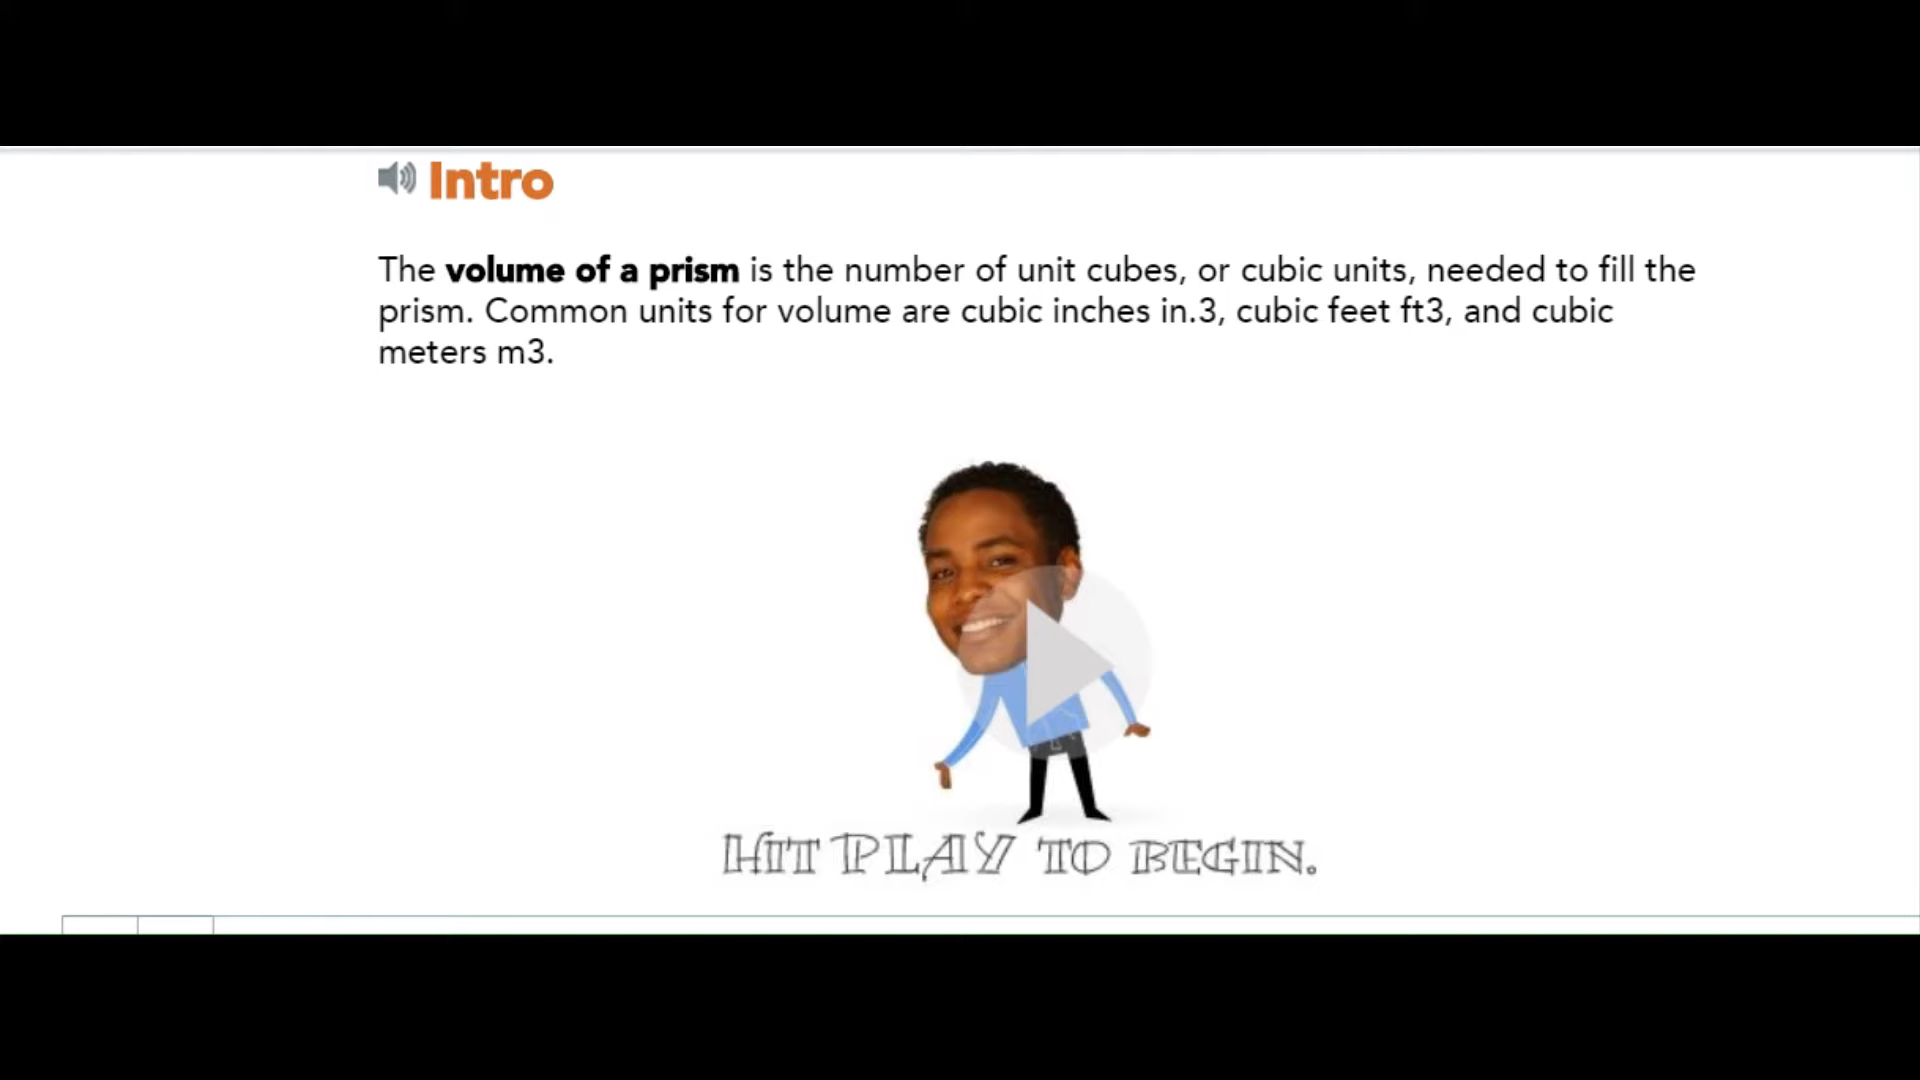 Intro
The volume of a prism is the number of unit cubes, or cubic units, needed to fill the
prism. Common units for volume are cubic inches in.3, cubic feet ft3, and cubic
meters m3.
HIT PLAY TO BEGIN.